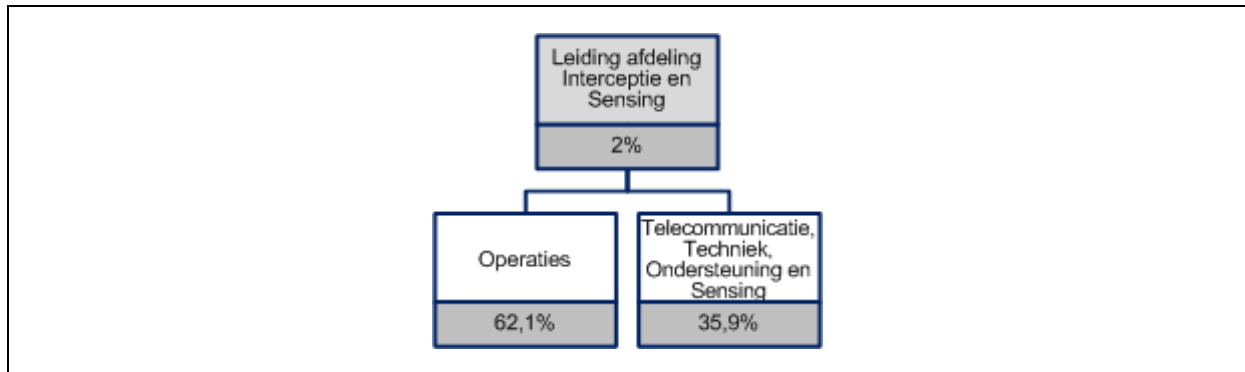 Leiding afdeling
Interceptie en
Sensing
2%
Operaties
62,1%
Telecommunicatie,
Techniek,
Ondersteuning en
Sensing
35,9%